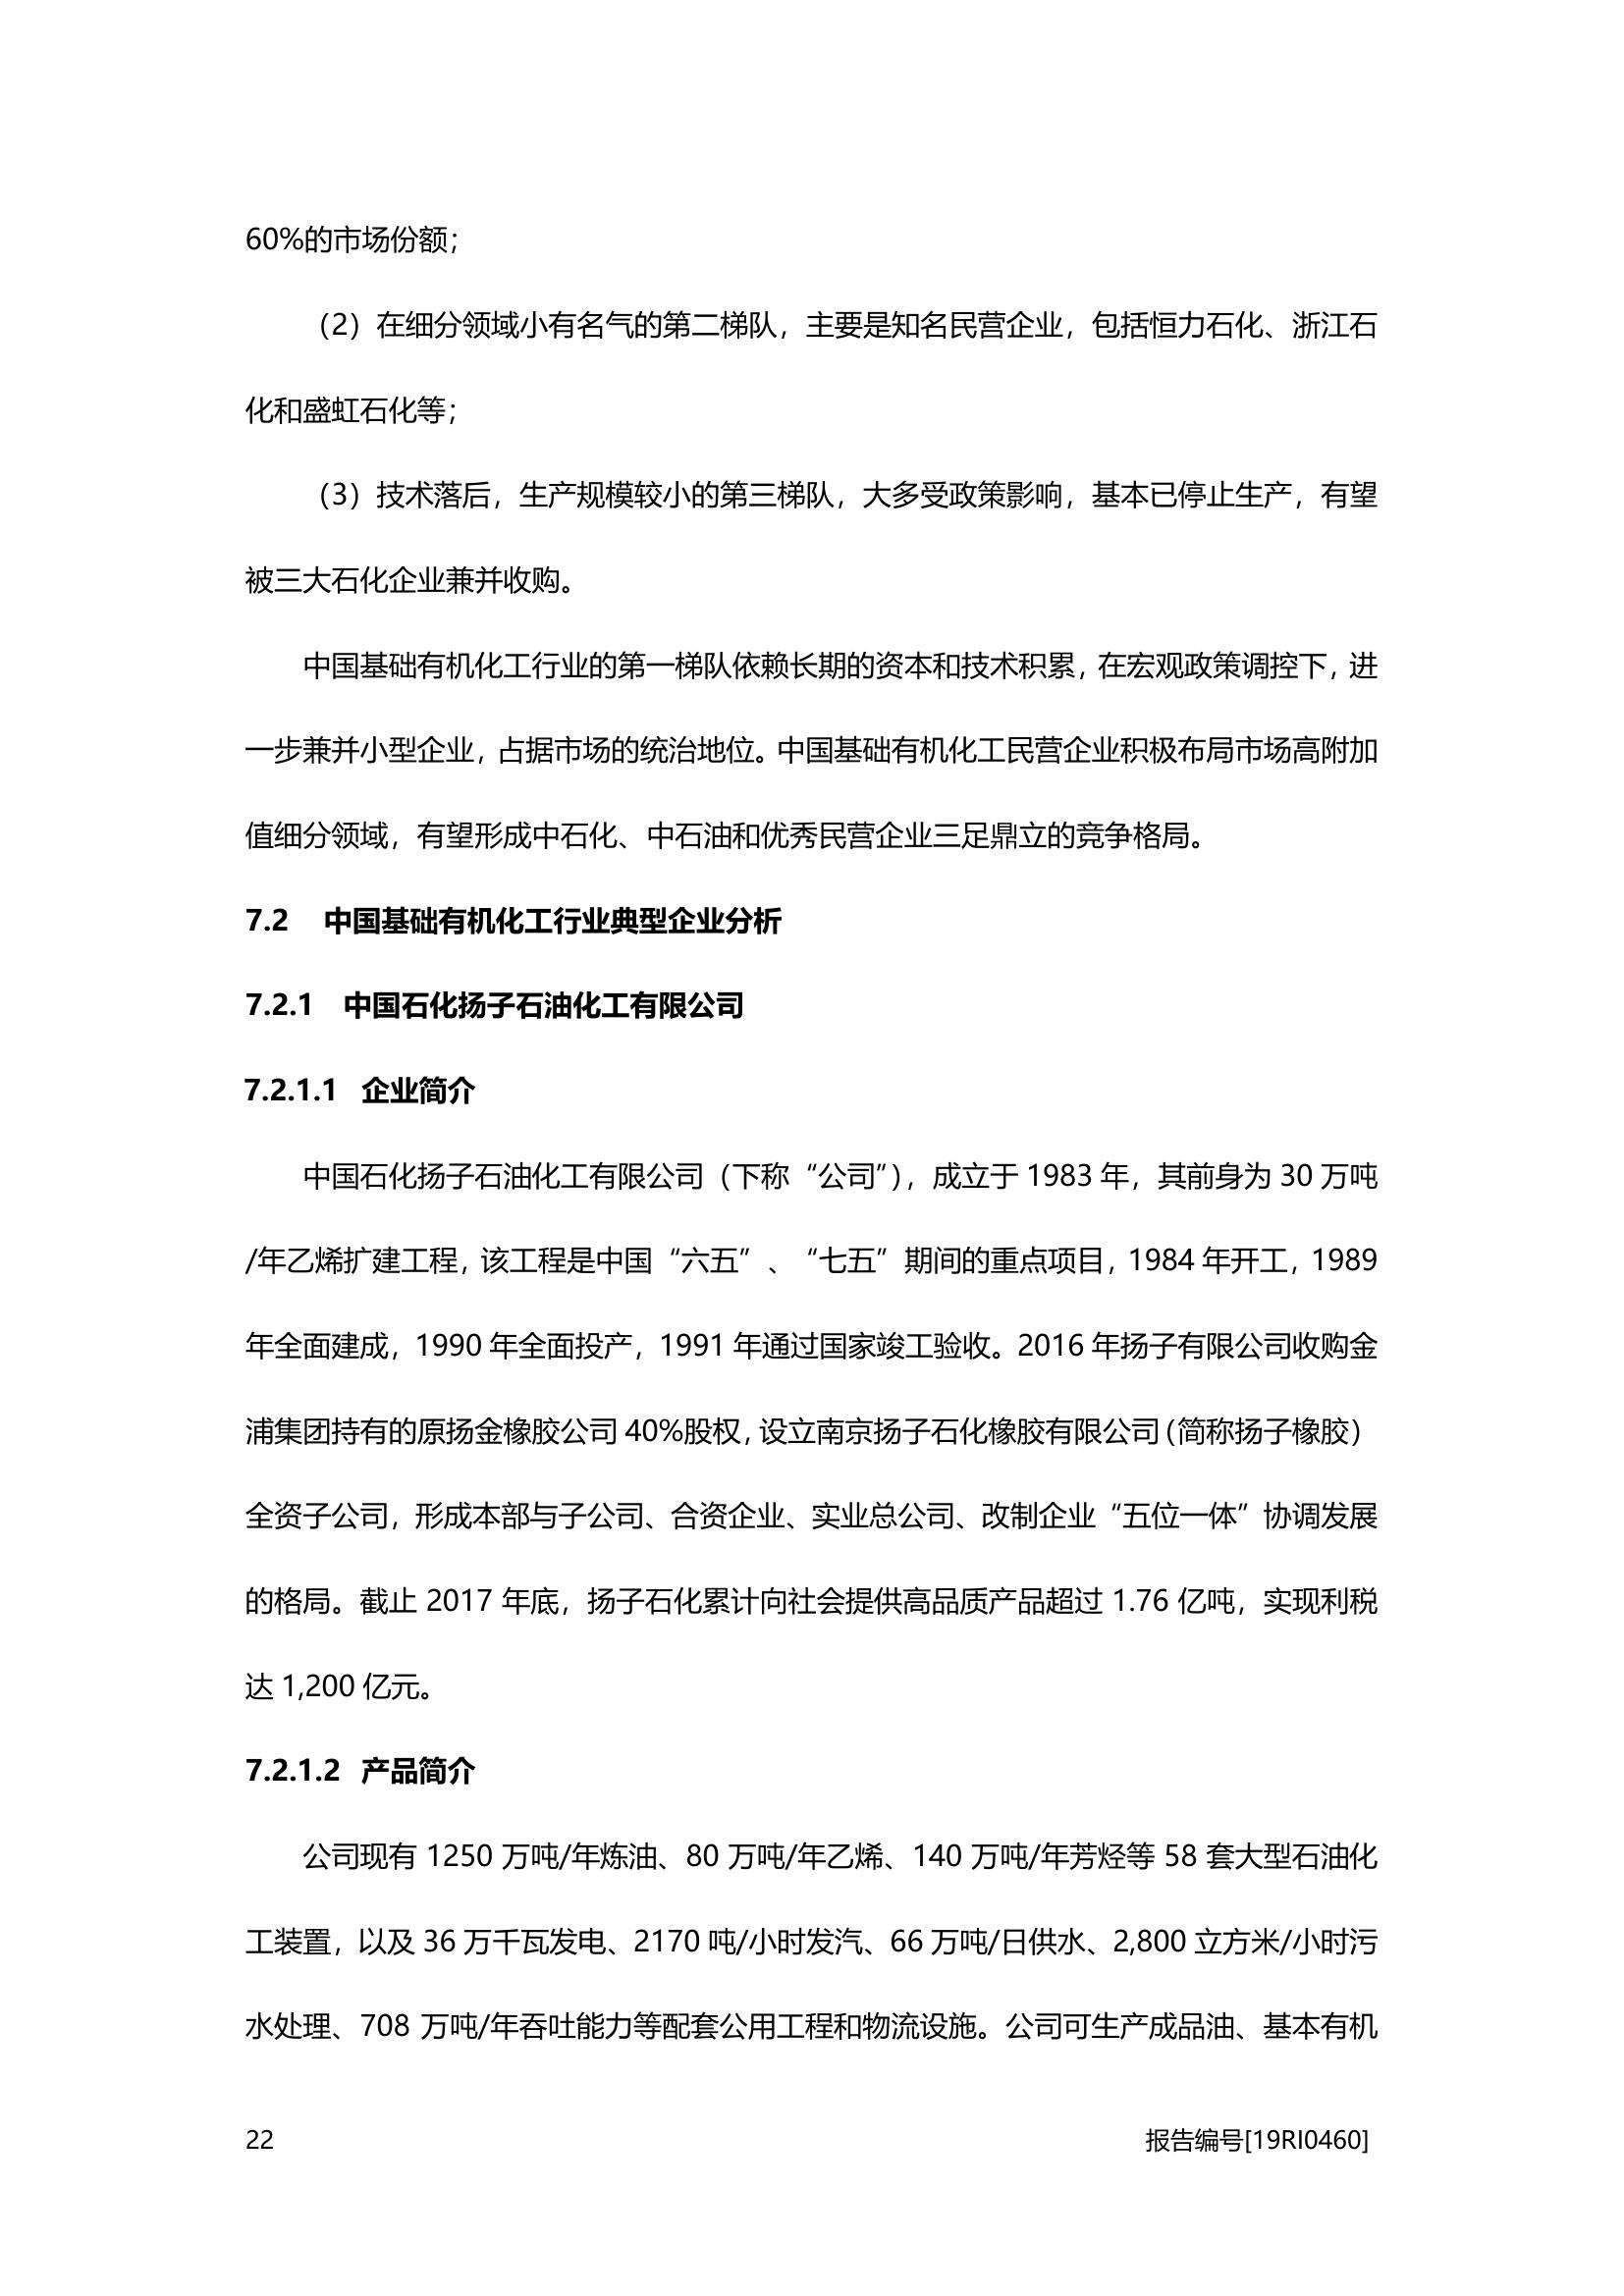 60%的市场份额；
（2）在细分领域小有名气的第二梯队，主要是知名民营企业，包括恒力石化、浙江石
化和盛虹石化等；
（3）技术落后，生产规模较小的第三梯队，大多受政策影响，基本已停止生产，有望
被三大石化企业兼并收购。
中国基础有机化工行业的第一梯队依赖长期的资本和技术积累，在宏观政策调控下，进
一步兼并小型企业，占据市场的统治地位。中国基础有机化工民营企业积极布局市场高附加
值细分领域，有望形成中石化、中石油和优秀民营企业三足鼎立的竞争格局。
7.2 中国基础有机化工行业典型企业分析
7.2.1 中国石化扬子石油化工有限公司
7.2.1.1 企业简介
中国石化扬子石油化工有限公司（下称“公司”），成立于 1983 年，其前身为 30 万吨
/年乙烯扩建工程，该工程是中国“六五”、“七五”期间的重点项目，1984 年开工，1989
年全面建成，1990 年全面投产，1991 年通过国家竣工验收。2016 年扬子有限公司收购金
浦集团持有的原扬金橡胶公司 40%股权，设立南京扬子石化橡胶有限公司（简称扬子橡胶）
全资子公司，形成本部与子公司、合资企业、实业总公司、改制企业“五位一体”协调发展
的格局。截止 2017 年底，扬子石化累计向社会提供高品质产品超过 1.76 亿吨，实现利税
达 1,200 亿元。
7.2.1.2 产品简介
公司现有 1250 万吨/年炼油、80 万吨/年乙烯、140 万吨/年芳烃等 58 套大型石油化
工装置，以及 36 万千瓦发电、2170 吨/小时发汽、66 万吨/日供水、2,800 立方米/小时污
水处理、708 万吨/年吞吐能力等配套公用工程和物流设施。公司可生产成品油、基本有机
22 报告编号[19RI0460]